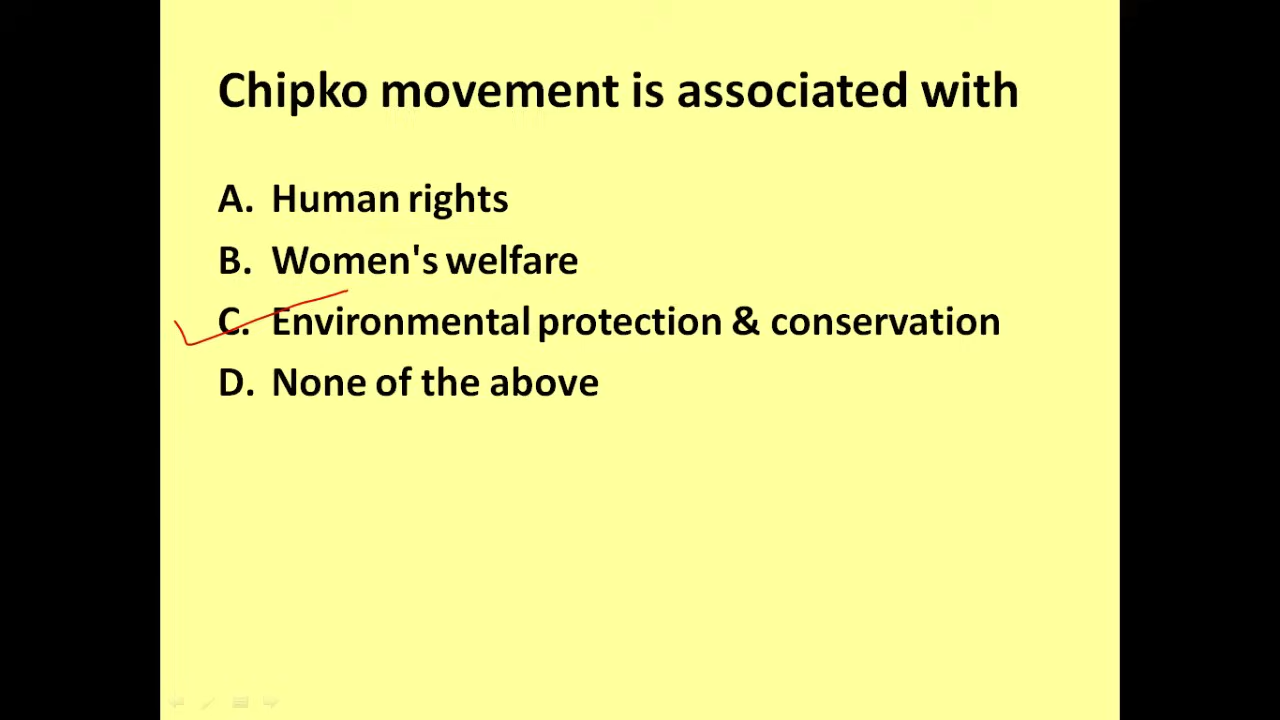 Chipko movement is associated with
A. Human rights
B. Women's welfare
C. Environmental protection & conservation
D. None of the above